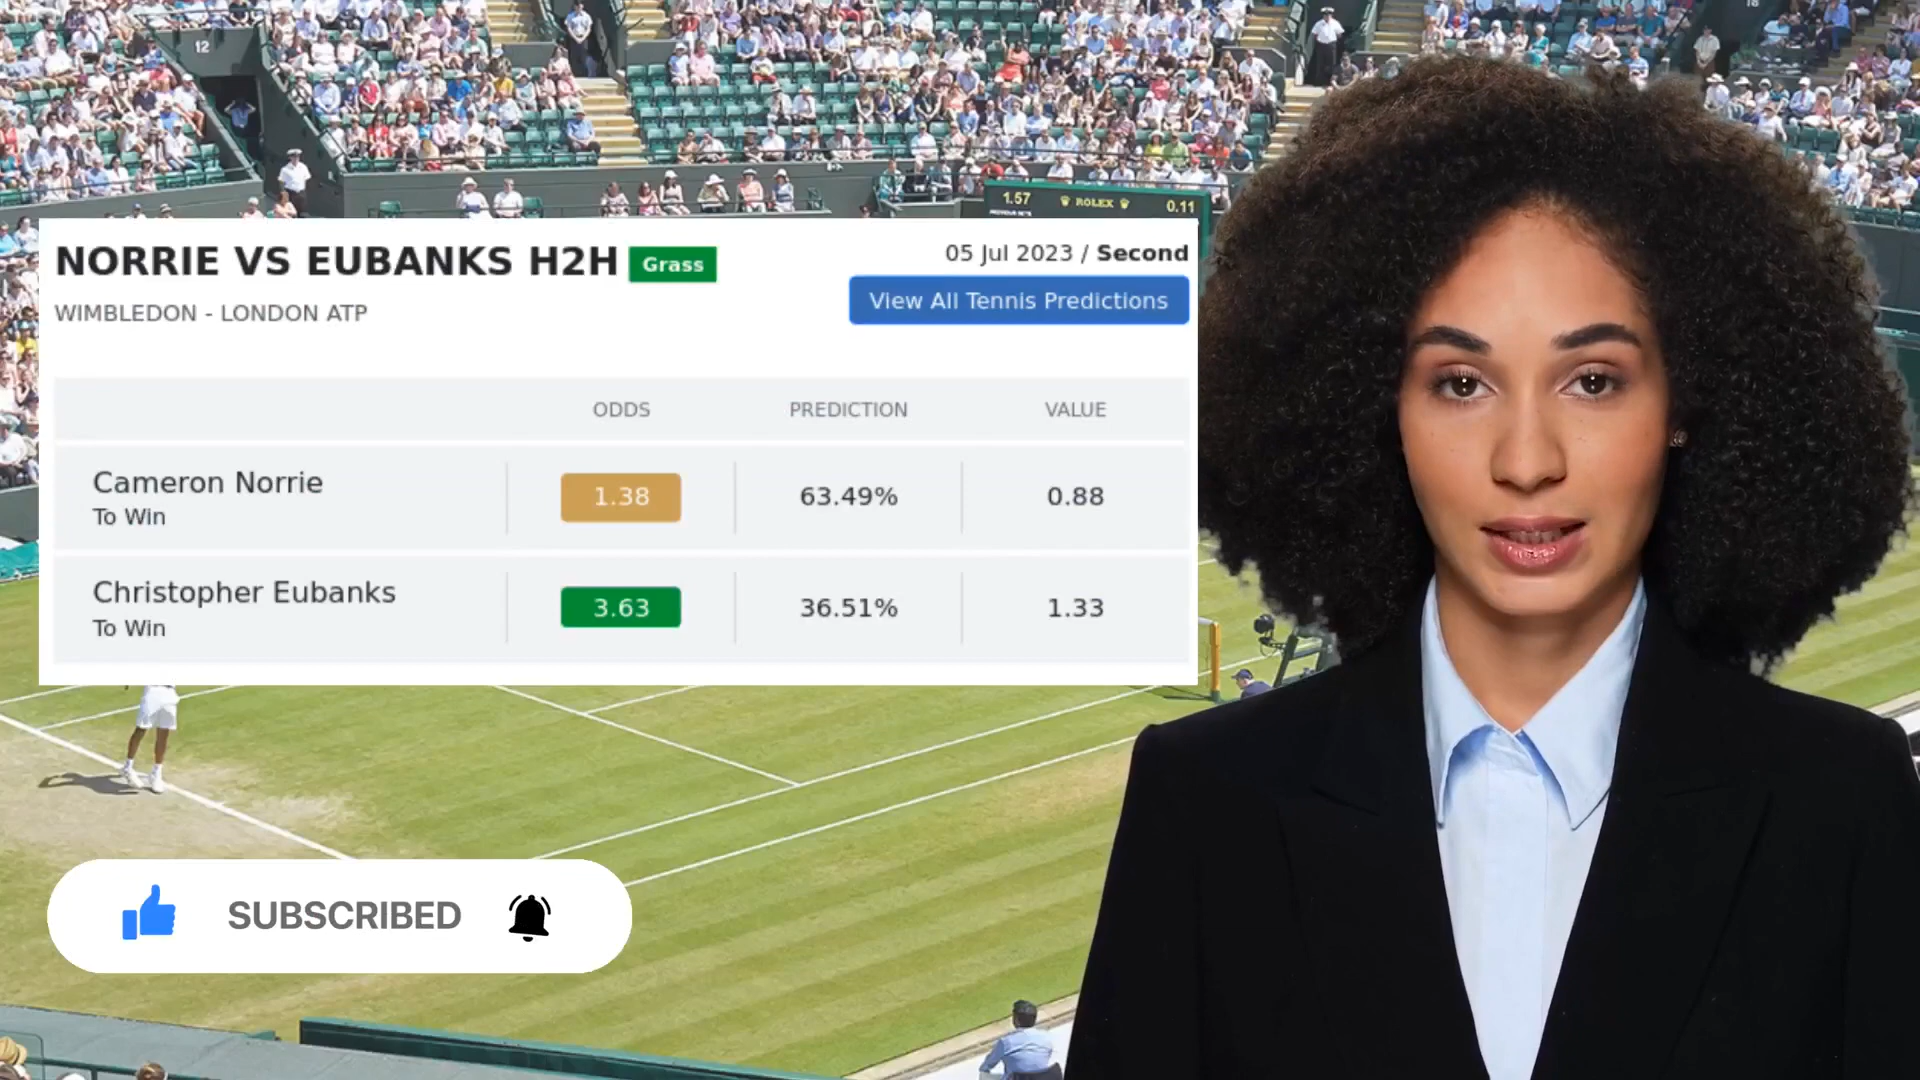 12
18
1.57 ROLEX 0.11
NORRIE VS EUBANKS H2H Grass
05 Jul 2023 / Second
WIMBLEDON - LONDON ATP
View All Tennis Predictions
ODDS PREDICTION VALUE
Cameron Norrie
To Win
1.38 63.49% 0.88
Christopher Eubanks
To Win
3.63 36.51% 1.33
SUBSCRIBED